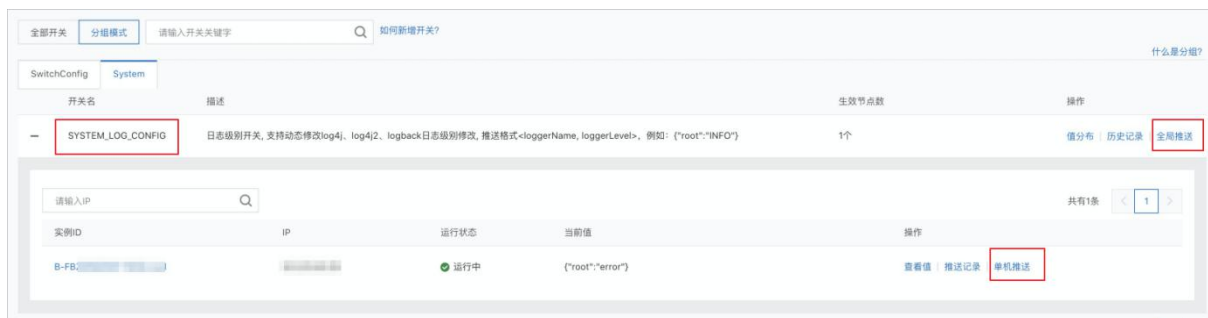 全部开关 分组模式 请输入开关关键字 如何新增开关?
什么是分组?
SwitchConfig System
开关名 描述 生效节点数 操作
SYSTEM_LOG_CONFIG 日志级别开关, 支持动态修改log4j、log4j2、logback日志级别修改, 推送格式<loggerName, loggerLevel>，例如：{"root":"INFO"} 1个 值分布 历史记录 全局推送
请输入IP 共有1条 < 1 >
实例ID IP 运行状态 当前值 操作
运行中 {"root":"error"} 查看值 推送记录 单机推送